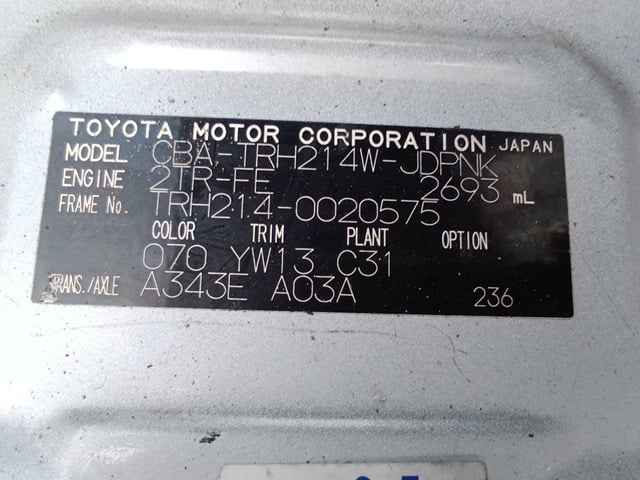 TOYOTA MOTOR CORPORATION JAPAN
MODEL CBA-TRH214W-JDPNK
ENGINE 2TR-FE 2693 mL
FRAME No. TRH214-0020575
COLOR TRIM PLANT OPTION
070 YW13 C31
TRANS./AXLE A343E A03A 236